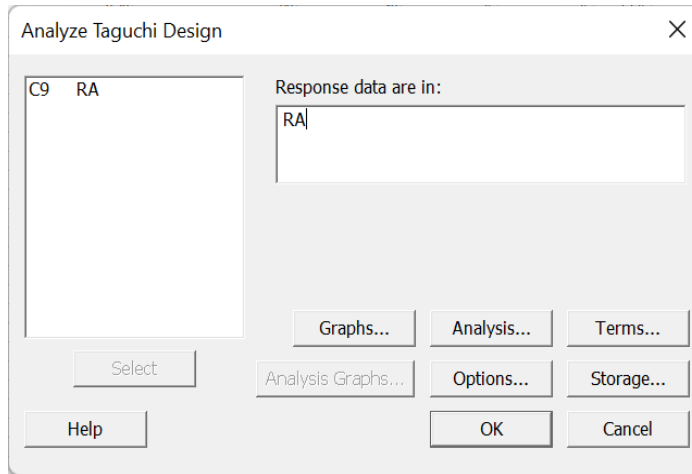 Analyze Taguchi Design
C9 RA
Response data are in:
RA
Graphs...
Analysis...
Terms...
Select
Analysis Graphs...
Options...
Storage...
Help
OK
Cancel